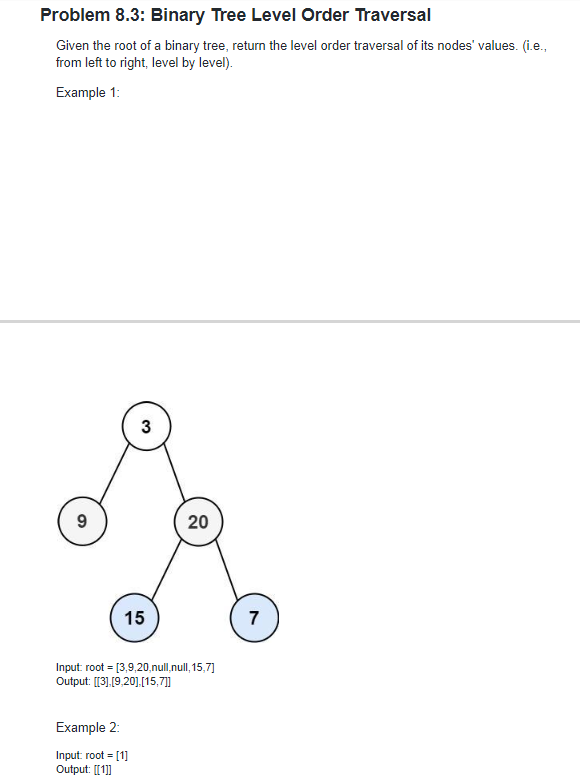 Problem 8.3: Binary Tree Level Order Traversal
Given the root of a binary tree, return the level order traversal of its nodes' values. (i.e.,
from left to right, level by level).
Example 1:
3
9
20
15
7
Input: root = [3,9,20,null,null,15,7]
Output: [[3],[9,20],[15,7]]
Example 2:
Input: root = [1]
Output: [[1]]